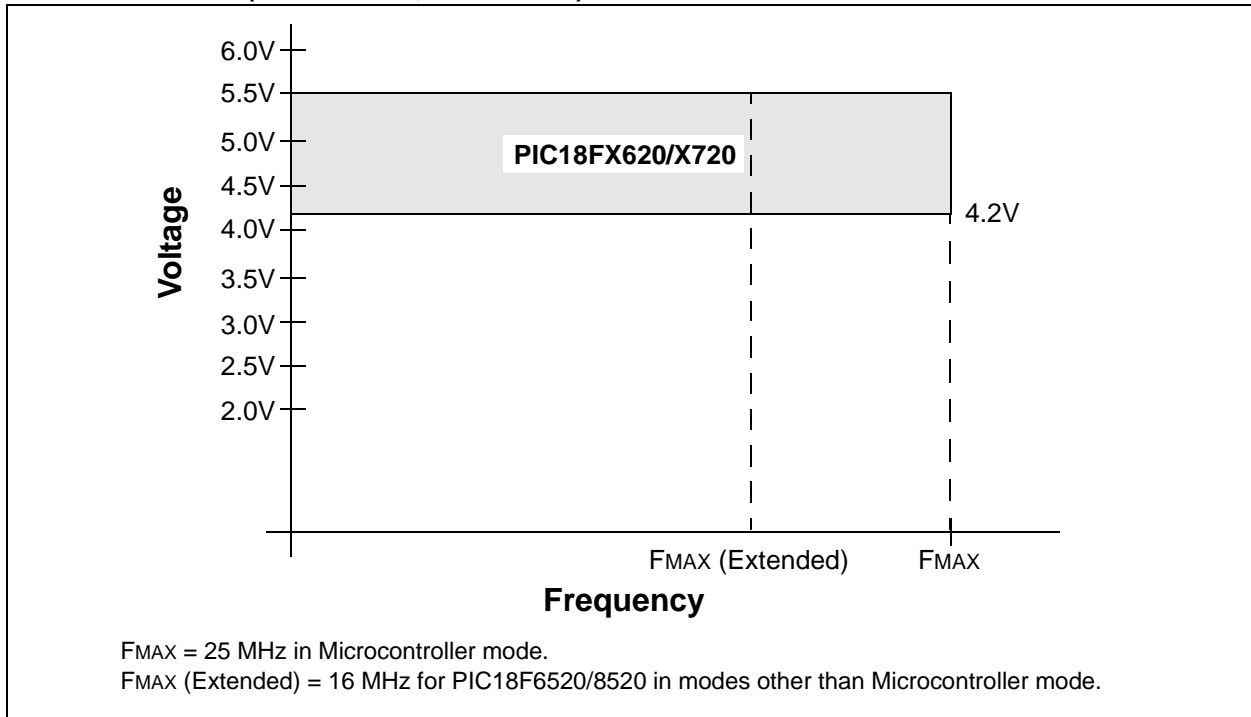 6.0V
5.5V
5.0V
PIC18FX620/X720
4.5V
4.2V
4.0V
3.5V
3.0V
2.5V
2.0V
Voltage
FMAX (Extended)
FMAX
Frequency
FMAX = 25 MHz in Microcontroller mode.
FMAX (Extended) = 16 MHz for PIC18F6520/8520 in modes other than Microcontroller mode.